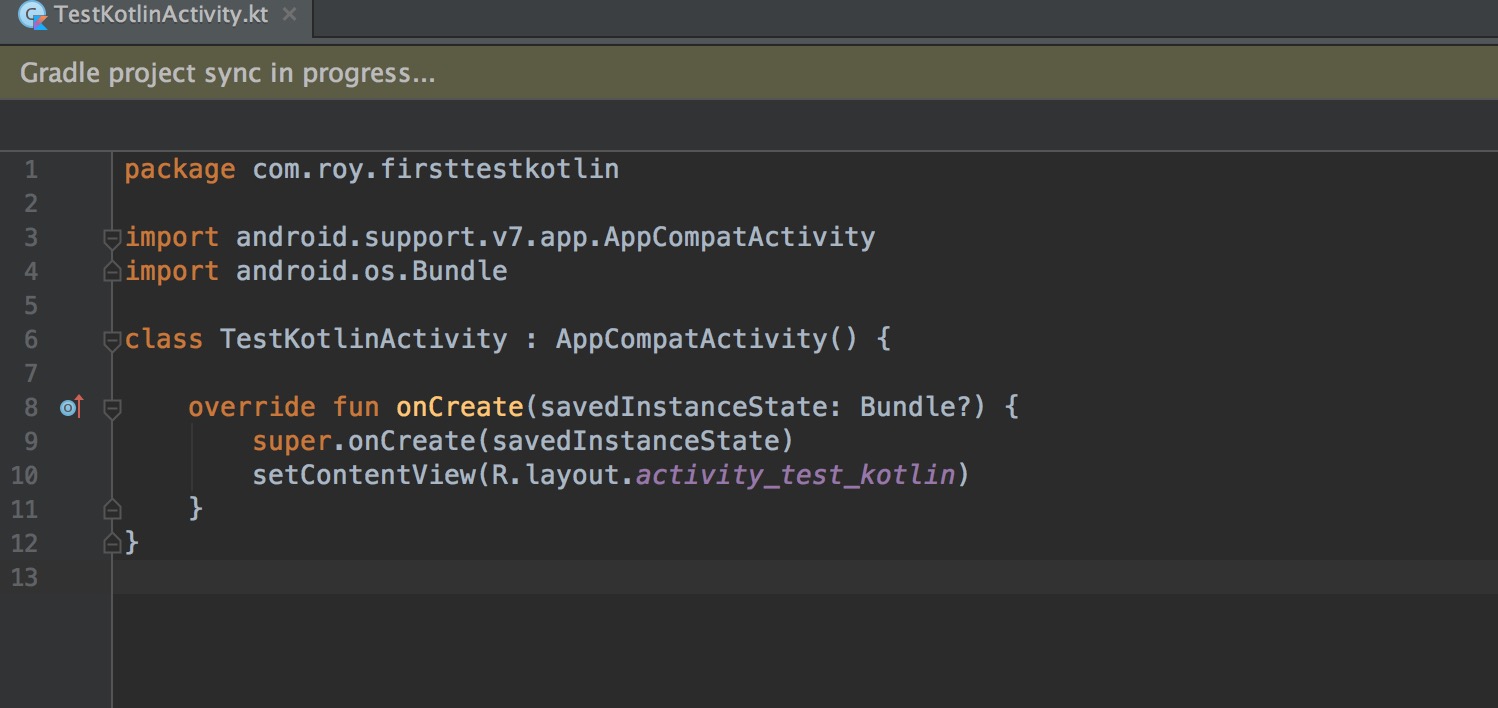 TestKotlinActivity.kt
Gradle project sync in progress...
1 package com.roy.firsttestkotlin
2
3 import android.support.v7.app.AppCompatActivity
4 import android.os.Bundle
5
6 class TestKotlinActivity : AppCompatActivity() {
7
8     override fun onCreate(savedInstanceState: Bundle?) {
9         super.onCreate(savedInstanceState)
10         setContentView(R.layout.activity_test_kotlin)
11     }
12 }
13